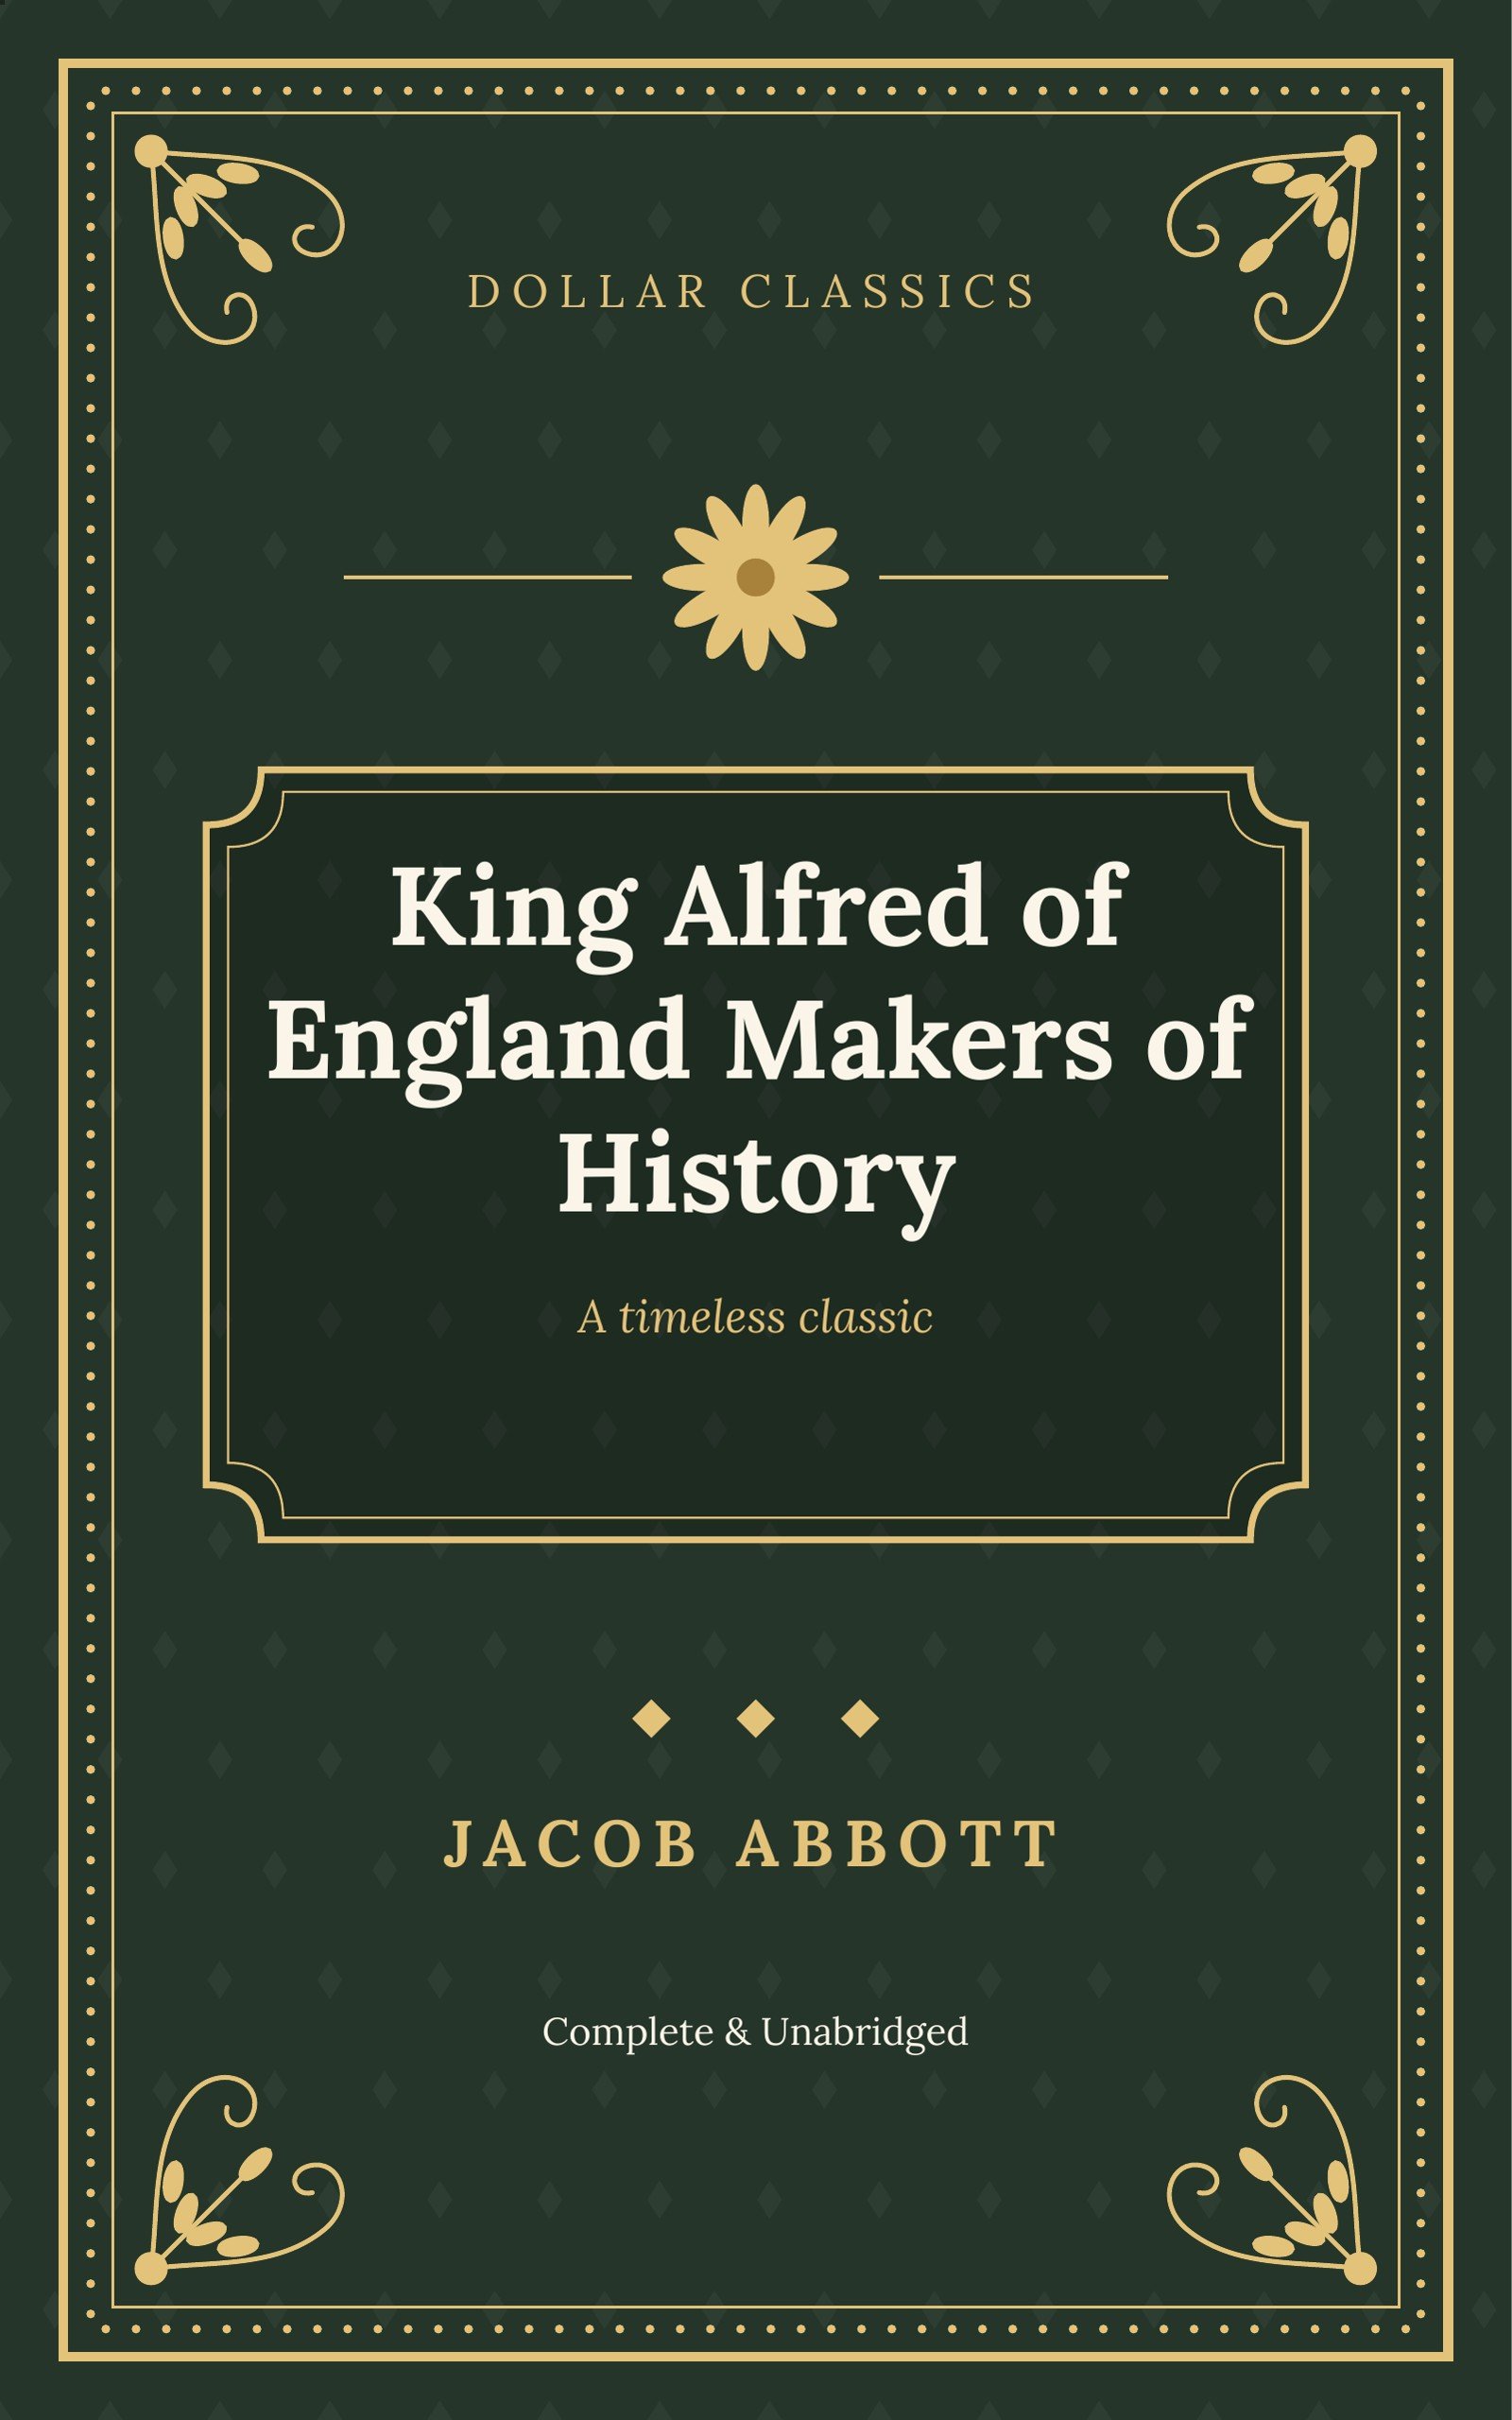 DOLLAR CLASSICS
King Alfred of
England Makers of
History
A timeless classic
JACOB ABBOTT
Complete & Unabridged